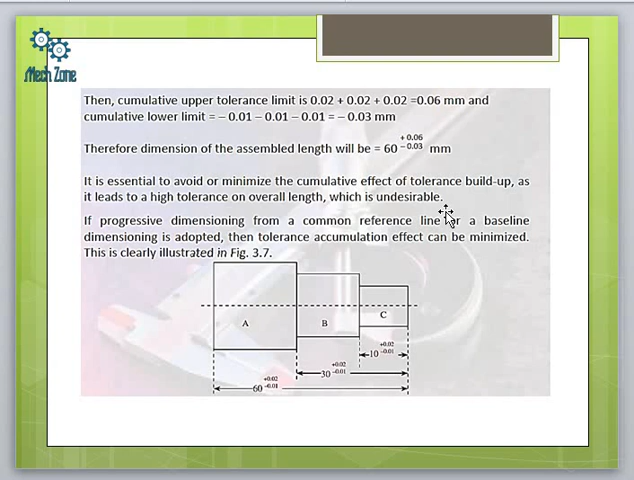 Mech Zone
Then, cumulative upper tolerance limit is 0.02 + 0.02 + 0.02 =0.06 mm and
cumulative lower limit = – 0.01 – 0.01 – 0.01 = – 0.03 mm
Therefore dimension of the assembled length will be = 60 +0.06 –0.03 mm
It is essential to avoid or minimize the cumulative effect of tolerance build-up, as
it leads to a high tolerance on overall length, which is undesirable.
If progressive dimensioning from a common reference line or a baseline
dimensioning is adopted, then tolerance accumulation effect can be minimized.
This is clearly illustrated in Fig. 3.7.
A
B
C
10 +0.02 -0.01
30 +0.02 -0.01
60 +0.02 -0.01